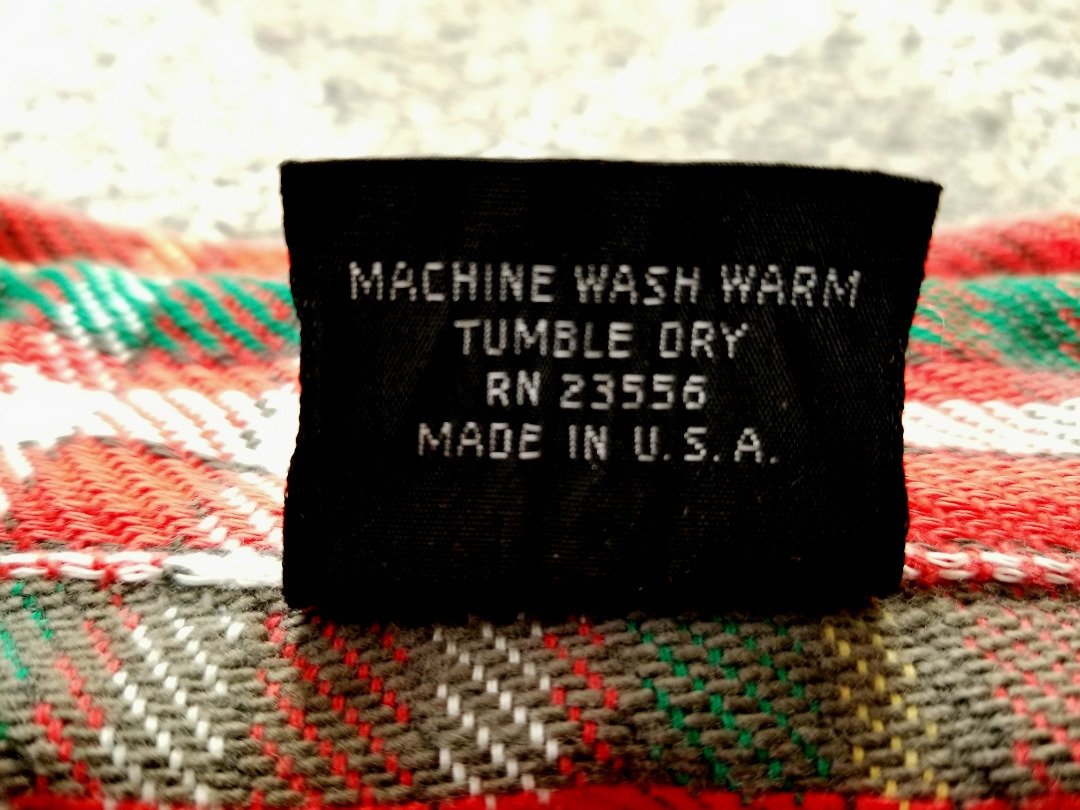 MACHINE WASH WARM
TUMBLE DRY
RN 23556
MADE IN U.S.A.